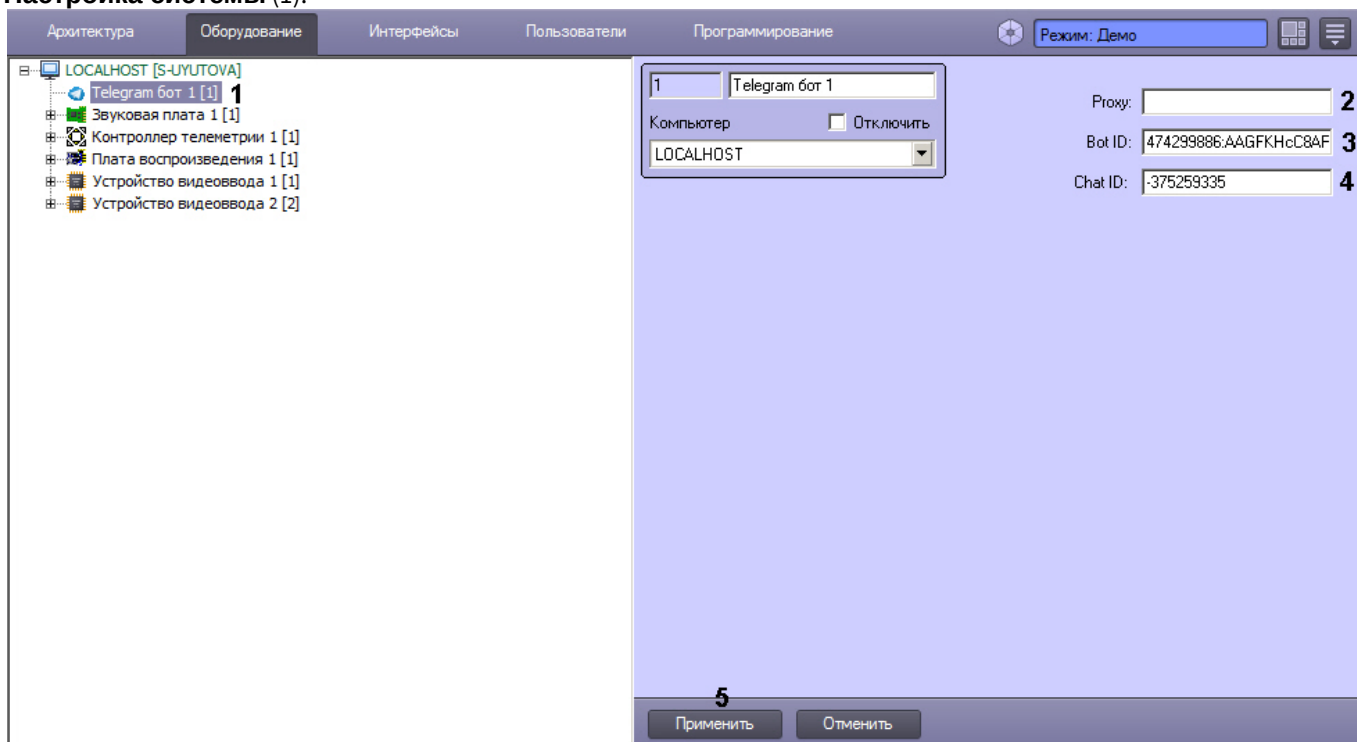 Настройка системы (1).
Архитектура Оборудование Интерфейсы Пользователи Программирование Режим: Демо
LOCALHOST [S-UYUTOVA]
Telegram бот 1 [1] 1
Звуковая плата 1 [1]
Контроллер телеметрии 1 [1]
Плата воспроизведения 1 [1]
Устройство видеоввода 1 [1]
Устройство видеоввода 2 [2]
1 Telegram бот 1
Компьютер Отключить
LOCALHOST
Proxy: 2
Bot ID: 474299886:AAGFKHcC8AF 3
Chat ID: -375259335 4
5
Применить Отменить